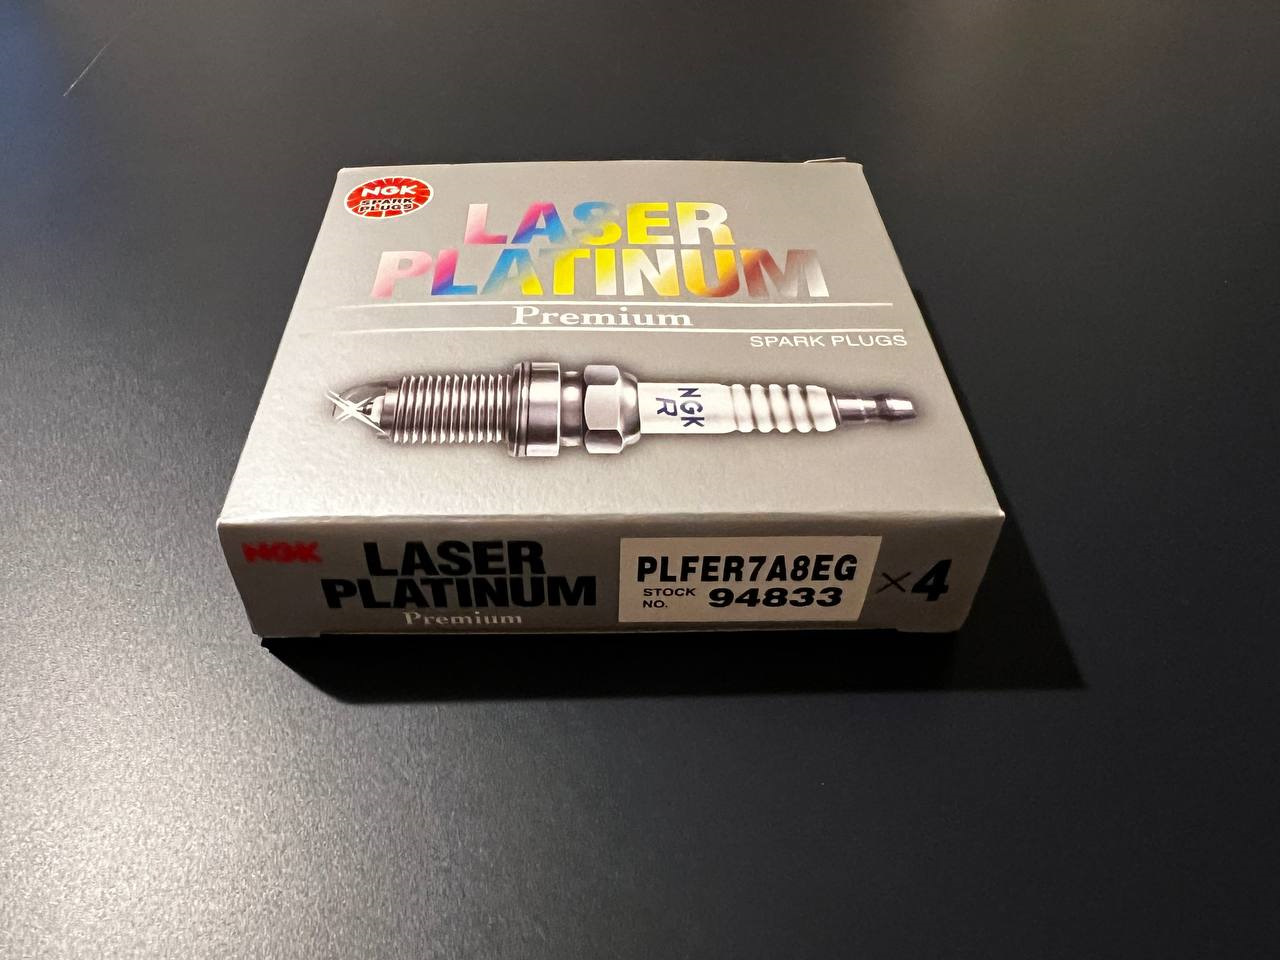 NGK
SPARK
PLUGS
LASER
PLATINUM
Premium
SPARK PLUGS
NGK
R
NGK
LASER
PLATINUM
Premium
PLFER7A8EG
STOCK
NO. 94833
×4